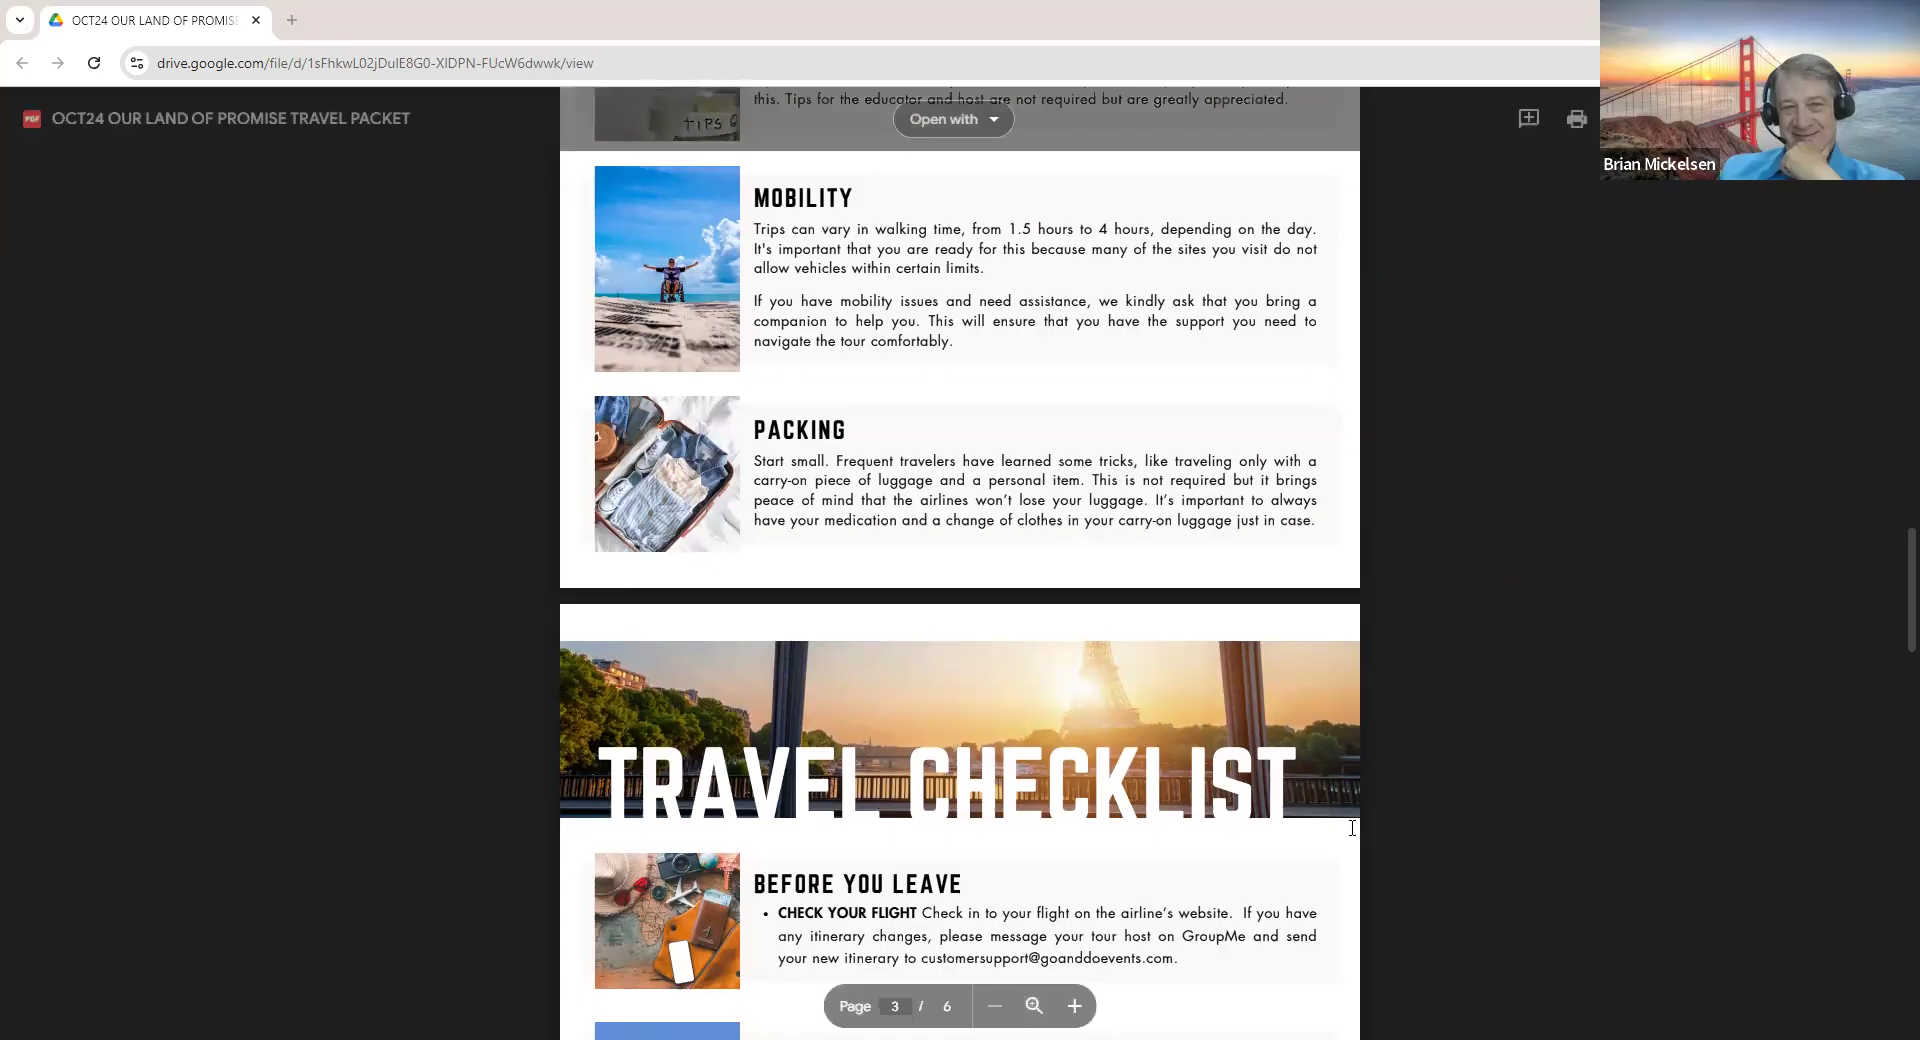 OCT24 OUR LAND OF PROMISE
drive.google.com/file/d/1sFhkwL02jDulE8G0-XlDPN-FUcW6dwwk/view
OCT24 OUR LAND OF PROMISE TRAVEL PACKET
this. Tips for the educator and host are not required but are greatly appreciated.
TIPS
Open with
Brian Mickelsen
MOBILITY
Trips can vary in walking time, from 1.5 hours to 4 hours, depending on the day.
It's important that you are ready for this because many of the sites you visit do not
allow vehicles within certain limits.
If you have mobility issues and need assistance, we kindly ask that you bring a
companion to help you. This will ensure that you have the support you need to
navigate the tour comfortably.
PACKING
Start small. Frequent travelers have learned some tricks, like traveling only with a
carry-on piece of luggage and a personal item. This is not required but it brings
peace of mind that the airlines won't lose your luggage. It's important to always
have your medication and a change of clothes in your carry-on luggage just in case.
TRAVEL CHECKLIST
BEFORE YOU LEAVE
• CHECK YOUR FLIGHT Check in to your flight on the airline's website. If you have
any itinerary changes, please message your tour host on GroupMe and send
your new itinerary to customersupport@goanddoevents.com.
Page 3 / 6